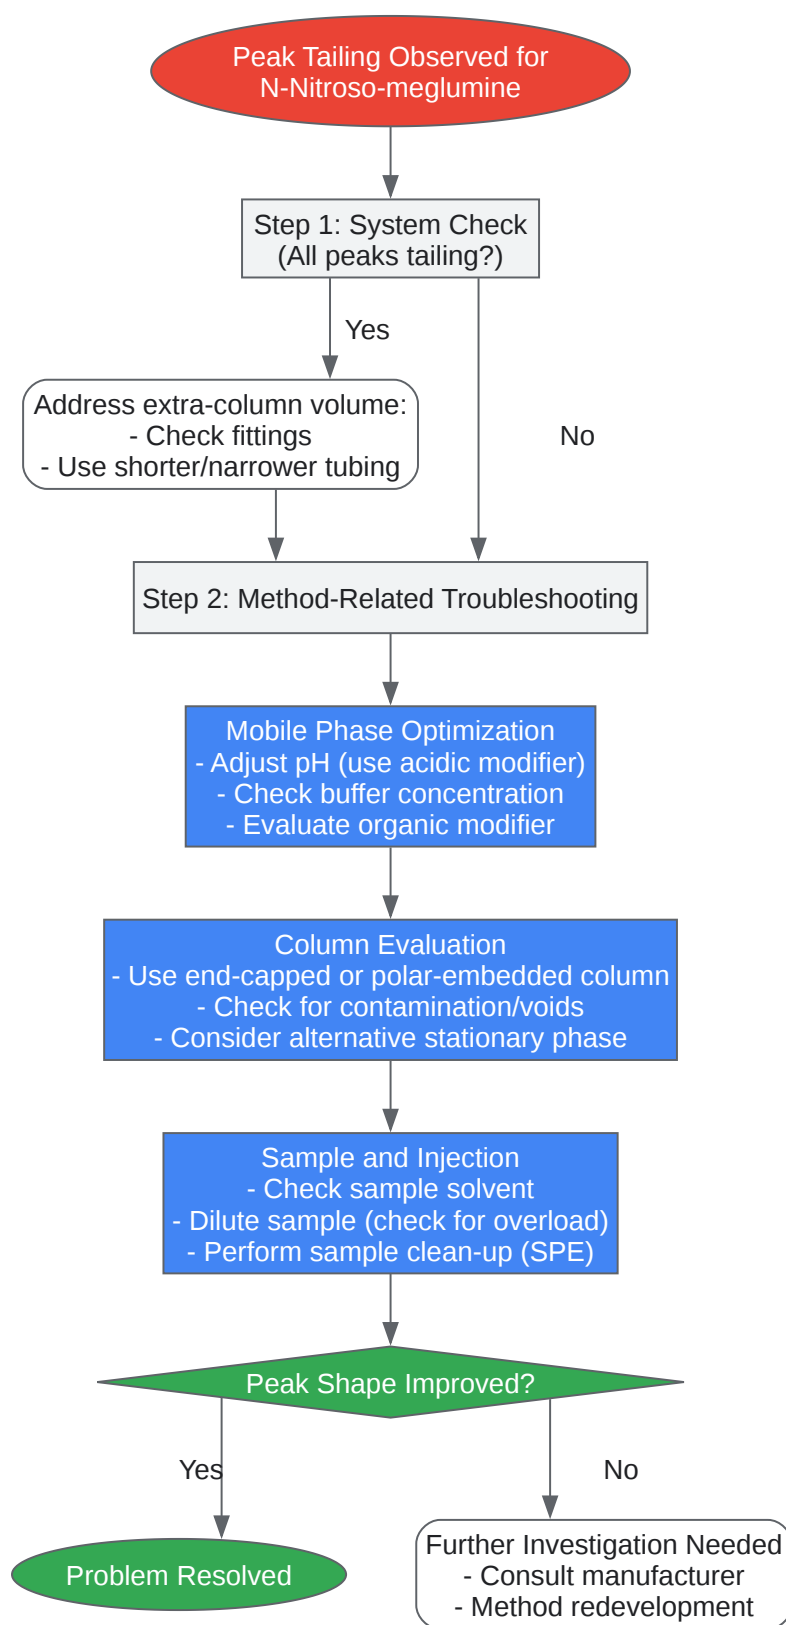 Peak Tailing Observed for
N-Nitroso-meglumine
Step 1: System Check
(All peaks tailing?)
Yes
Address extra-column volume:
- Check fittings
- Use shorter/narrower tubing
No
Step 2: Method-Related Troubleshooting
Mobile Phase Optimization
- Adjust pH (use acidic modifier)
- Check buffer concentration
- Evaluate organic modifier
Column Evaluation
- Use end-capped or polar-embedded column
- Check for contamination/voids
- Consider alternative stationary phase
Sample and Injection
- Check sample solvent
- Dilute sample (check for overload)
- Perform sample clean-up (SPE)
Peak Shape Improved?
Yes
No
Problem Resolved
Further Investigation Needed
- Consult manufacturer
- Method redevelopment